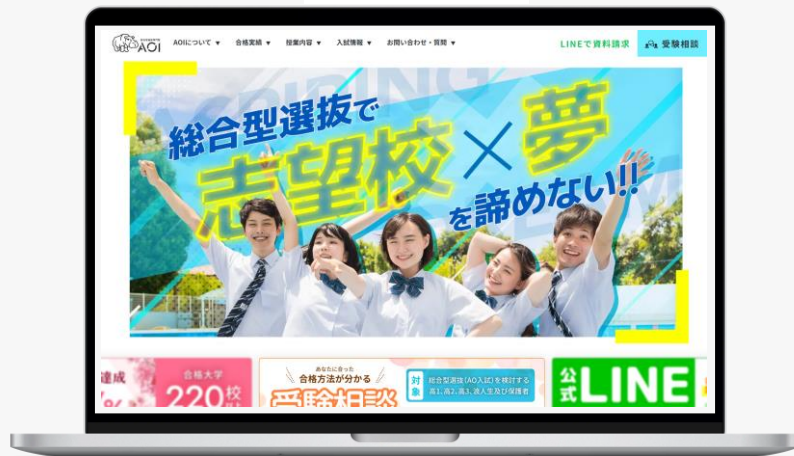 AOI
AOIについて ▼
合格実績 ▼
授業内容 ▼
入試情報 ▼
お問い合わせ・質問 ▼
LINEで資料請求
受験相談
総合型選抜で
志望校×夢
を諦めない!!
達成
%
合格大学
220校
あなたに合った
合格方法が分かる
受験相談
対象
総合型選抜(AO入試)を検討する
高1、高2、高3、浪人生及び保護者
公式LINE